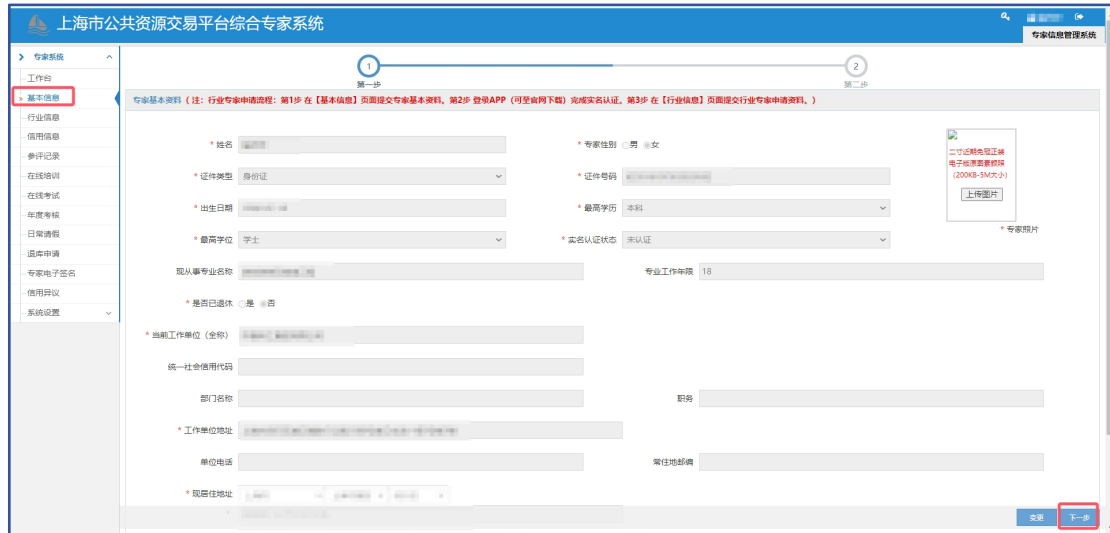 上海市公共资源交易平台综合专家系统
专家信息管理系统
专家系统
工作台
基本信息
行业信息
信用信息
参评记录
在线培训
在线考试
年度考核
日常请假
退库申请
专家电子签名
信用异议
系统设置
1 2
第一步 第二步
专家基本资料（注：行业专家申请流程：第1步 在【基本信息】页面提交专家基本资料。第2步 登录APP（可至官网下载）完成实名认证。第3步 在【行业信息】页面提交行业专家申请资料。）
* 姓名 * 专家性别 男 女
二寸近期免冠正装
电子版原图素颜照
（200KB-5M大小）
上传图片
* 专家照片
* 证件类型 身份证 * 证件号码
* 出生日期 * 最高学历 本科
* 最高学位 学士 * 实名认证状态 未认证
现从事专业名称 专业工作年限 18
* 是否已退休 是 否
* 当前工作单位（全称）
统一社会信用代码
部门名称 职务
* 工作单位地址
单位电话 常住地邮编
* 现居住地址
*
变更 下一步